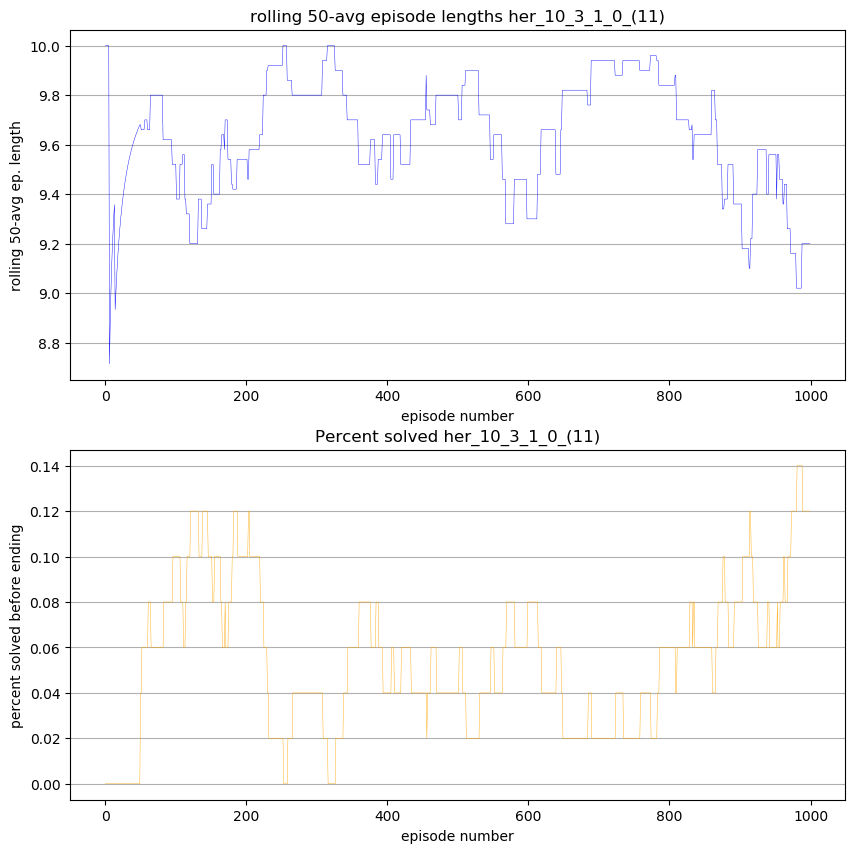 rolling 50-avg episode lengths her_10_3_1_0_(11)
rolling 50-avg ep. length
10.0
9.8
9.6
9.4
9.2
9.0
8.8
0 200 400 600 800 1000
episode number
Percent solved her_10_3_1_0_(11)
percent solved before ending
0.14
0.12
0.10
0.08
0.06
0.04
0.02
0.00
0 200 400 600 800 1000
episode number